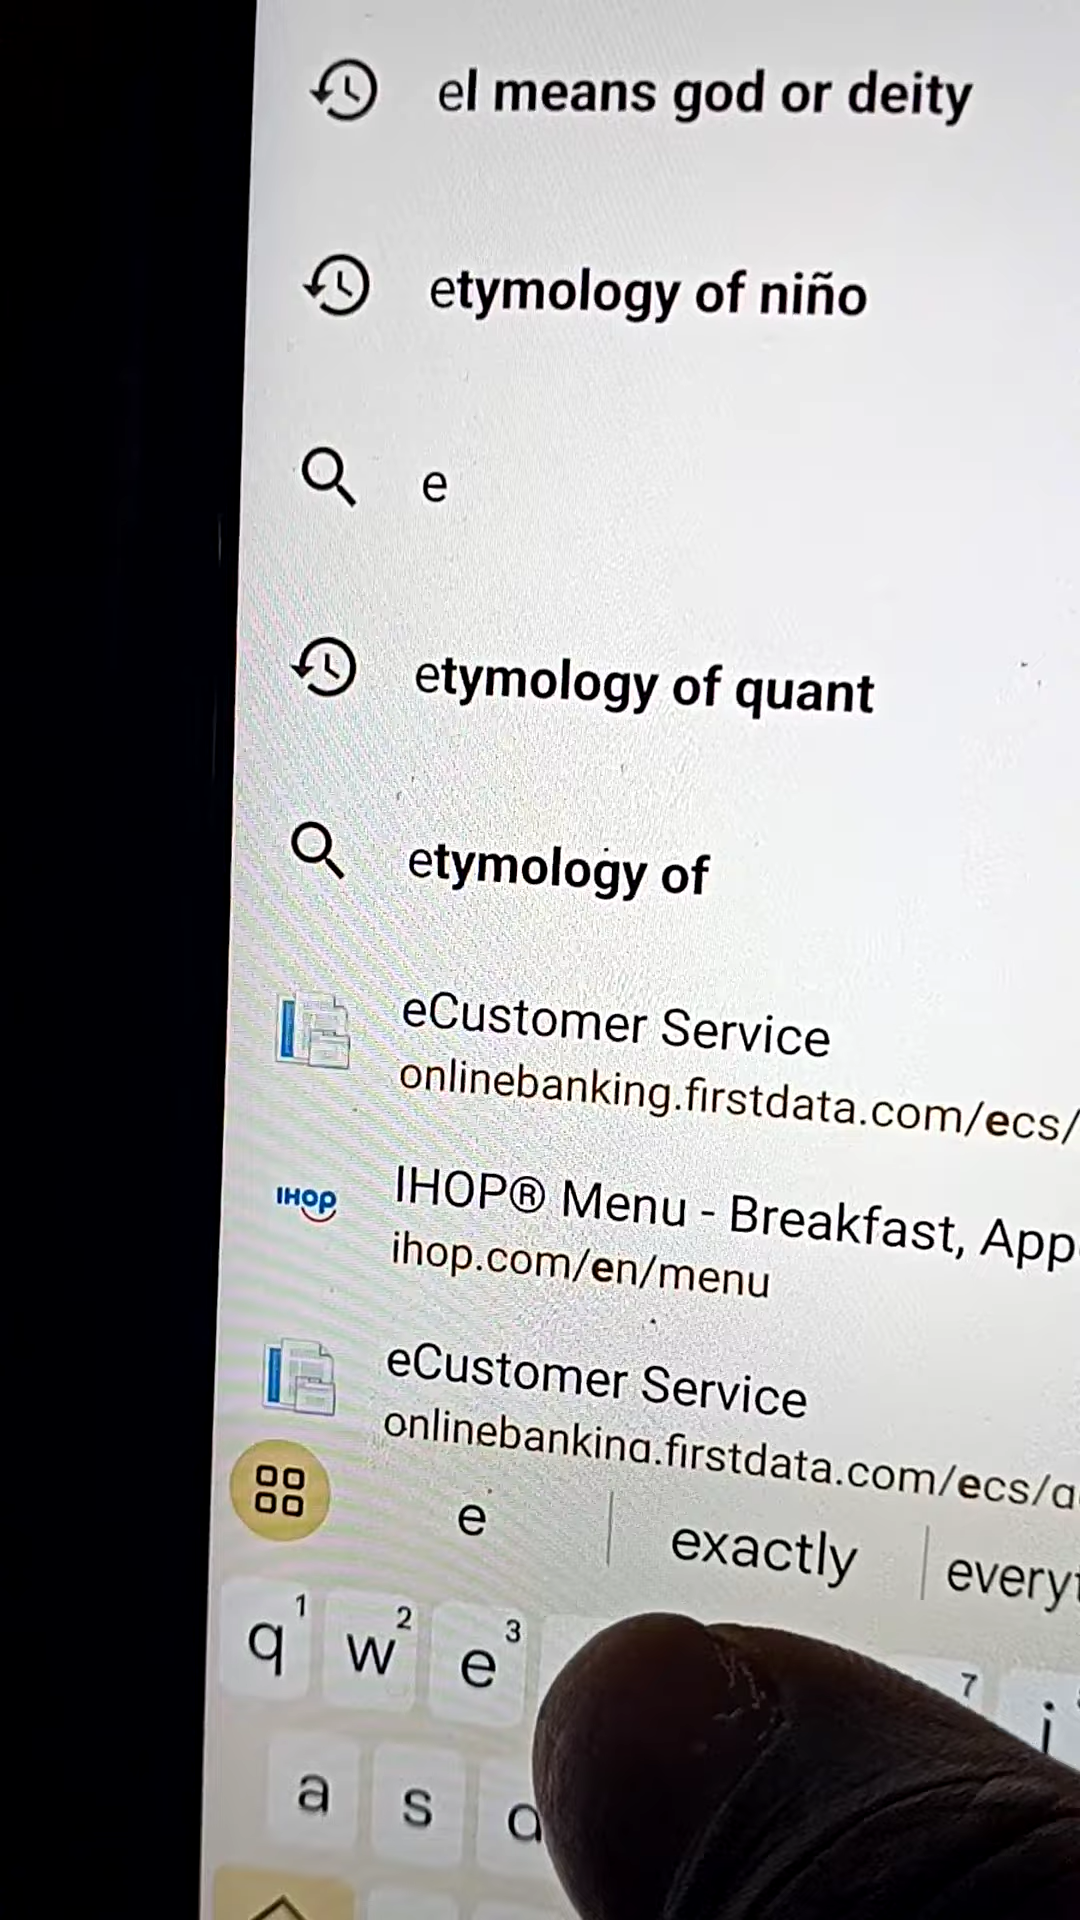 el means god or deity
etymology of niño
e
etymology of quant
etymology of
eCustomer Service
onlinebanking.firstdata.com/ecs/
IHOP
IHOP® Menu - Breakfast, App
ihop.com/en/menu
eCustomer Service
onlinebanking.firstdata.com/ecs/a
e exactly everyt
1 2 3 7
q w e i
a s d